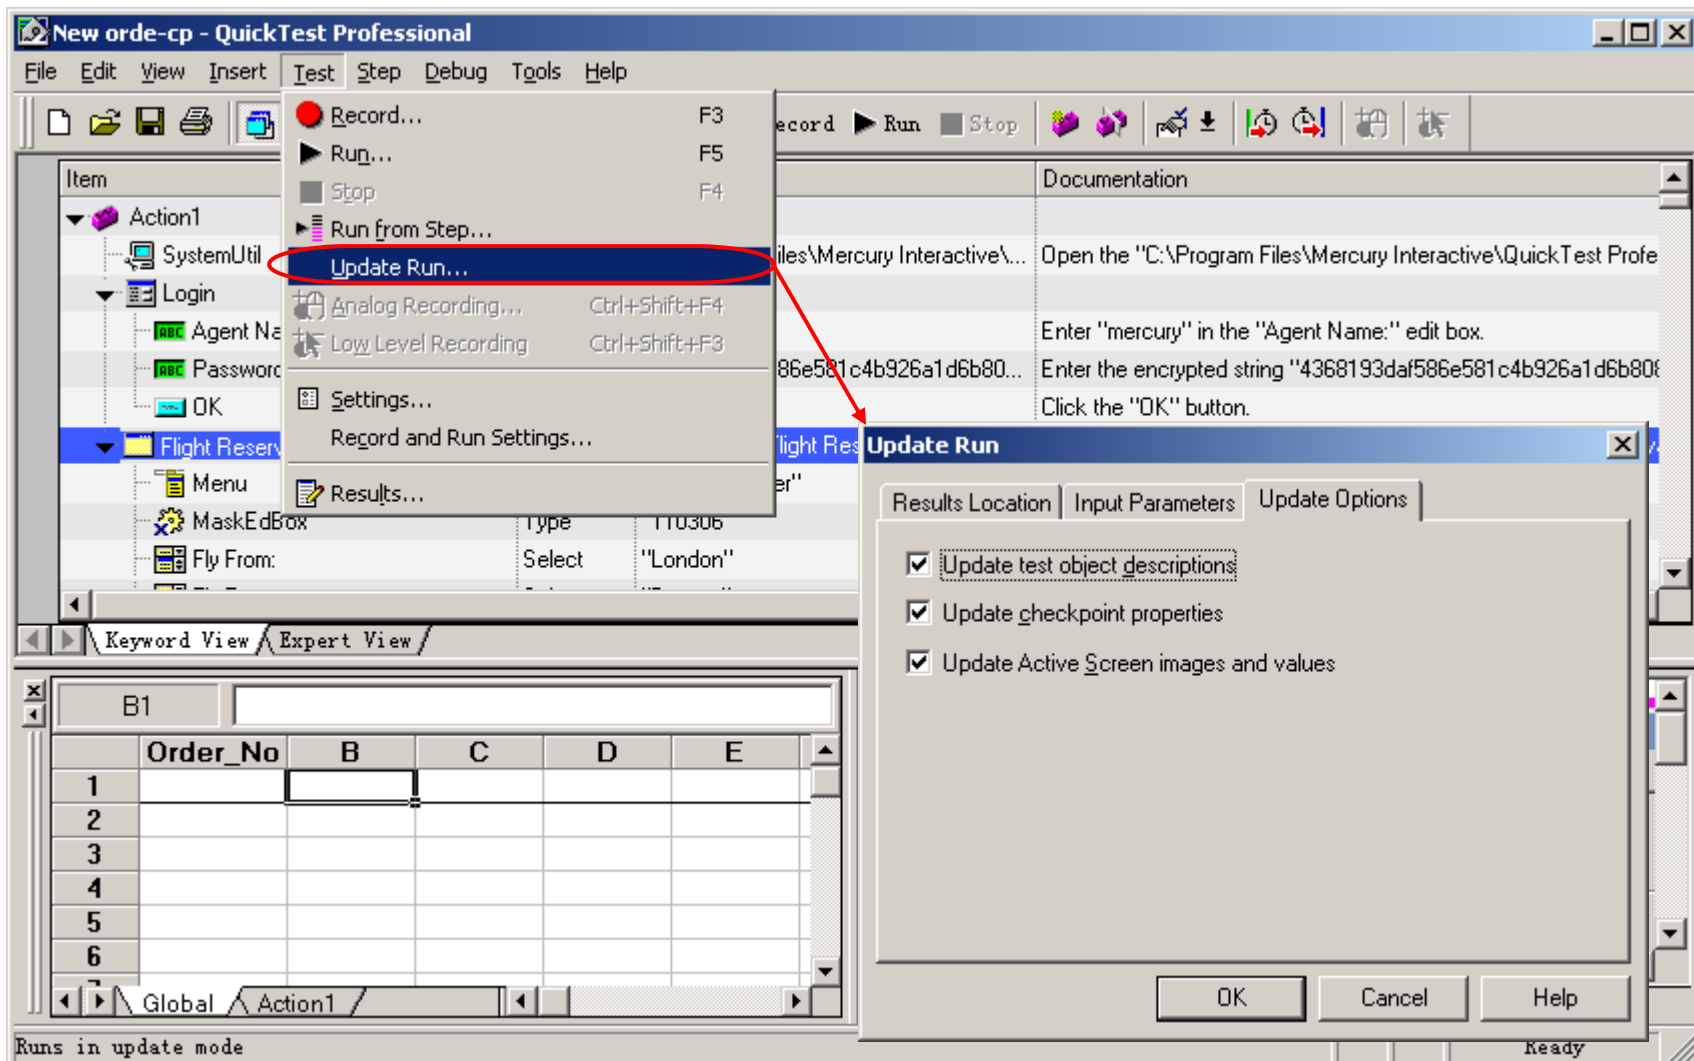 New orde-cp - QuickTest Professional
File Edit View Insert Test Step Debug Tools Help
ecord Run Stop
Record... F3
Run... F5
Stop F4
Run from Step...
Update Run...
Analog Recording... Ctrl+Shift+F4
Low Level Recording Ctrl+Shift+F3
Settings...
Record and Run Settings...
Results...
Item Documentation
Action1
SystemUtil iles\Mercury Interactive\... Open the "C:\Program Files\Mercury Interactive\QuickTest Profe
Login
ABC Agent Na Enter "mercury" in the "Agent Name:" edit box.
ABC Password 86e581c4b926a1d6b80... Enter the encrypted string "4368193daf586e581c4b926a1d6b808
OK Click the "OK" button.
Flight Reserv light Res
Menu er"
MaskEdBox Type "110306"
Fly From: Select "London"
Keyword View Expert View
Update Run
Results Location Input Parameters Update Options
Update test object descriptions
Update checkpoint properties
Update Active Screen images and values
OK Cancel Help
B1
Order_No B C D E
1
2
3
4
5
6
Global Action1
Runs in update mode Ready